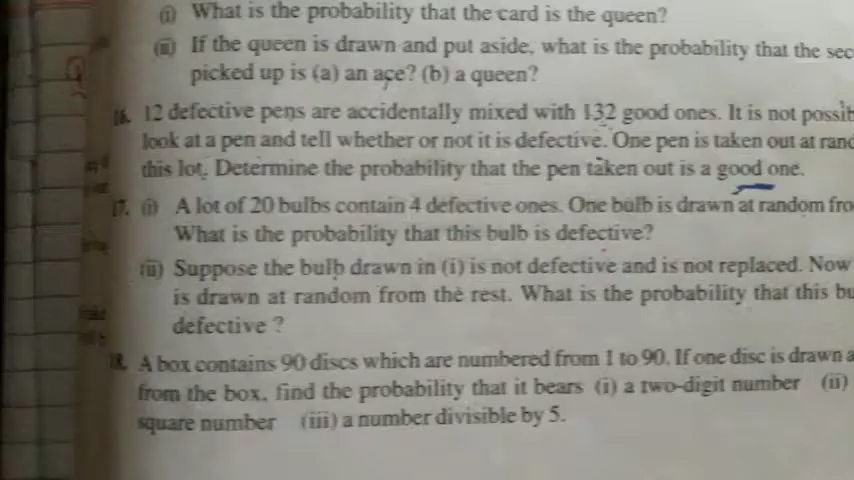 (i) What is the probability that the card is the queen?
(ii) If the queen is drawn and put aside, what is the probability that the sec
picked up is (a) an ace? (b) a queen?
16. 12 defective pens are accidentally mixed with 132 good ones. It is not possib
look at a pen and tell whether or not it is defective. One pen is taken out at rand
this lot. Determine the probability that the pen taken out is a good one.
17. (i) A lot of 20 bulbs contain 4 defective ones. One bulb is drawn at random fro
What is the probability that this bulb is defective?
(ii) Suppose the bulb drawn in (i) is not defective and is not replaced. Now
is drawn at random from the rest. What is the probability that this bu
defective ?
18. A box contains 90 discs which are numbered from 1 to 90. If one disc is drawn a
from the box, find the probability that it bears (i) a two-digit number (ii)
square number (iii) a number divisible by 5.